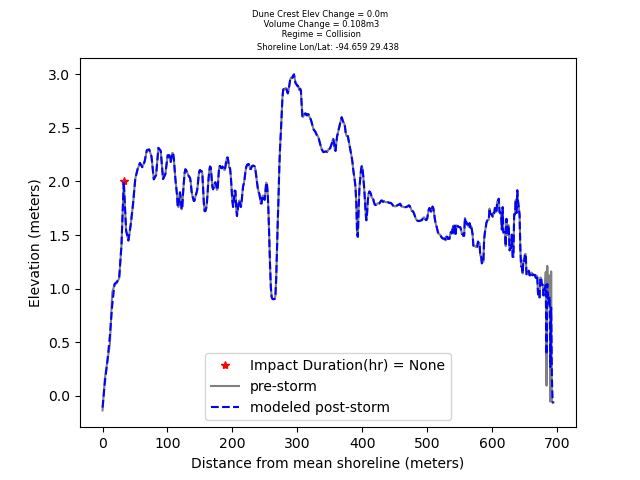 Dune Crest Elev Change = 0.0m
Volume Change = 0.108m3
Regime = Collision
Shoreline Lon/Lat: -94.659 29.438
3.0
2.5
2.0
1.5
1.0
0.5
0.0
Elevation (meters)
Impact Duration(hr) = None
pre-storm
modeled post-storm
0 100 200 300 400 500 600 700
Distance from mean shoreline (meters)